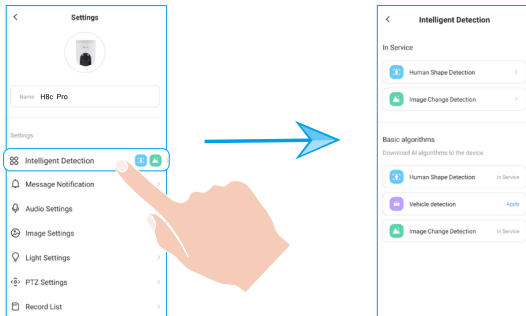 Settings
Name H8c Pro
Settings
Intelligent Detection
Message Notification
Audio Settings
Image Settings
Light Settings
PTZ Settings
Record List
Intelligent Detection
In Service
Human Shape Detection
Image Change Detection
Basic algorithms
Download AI algorithms to the device
Human Shape Detection In Service
Vehicle detection Apply
Image Change Detection In Service